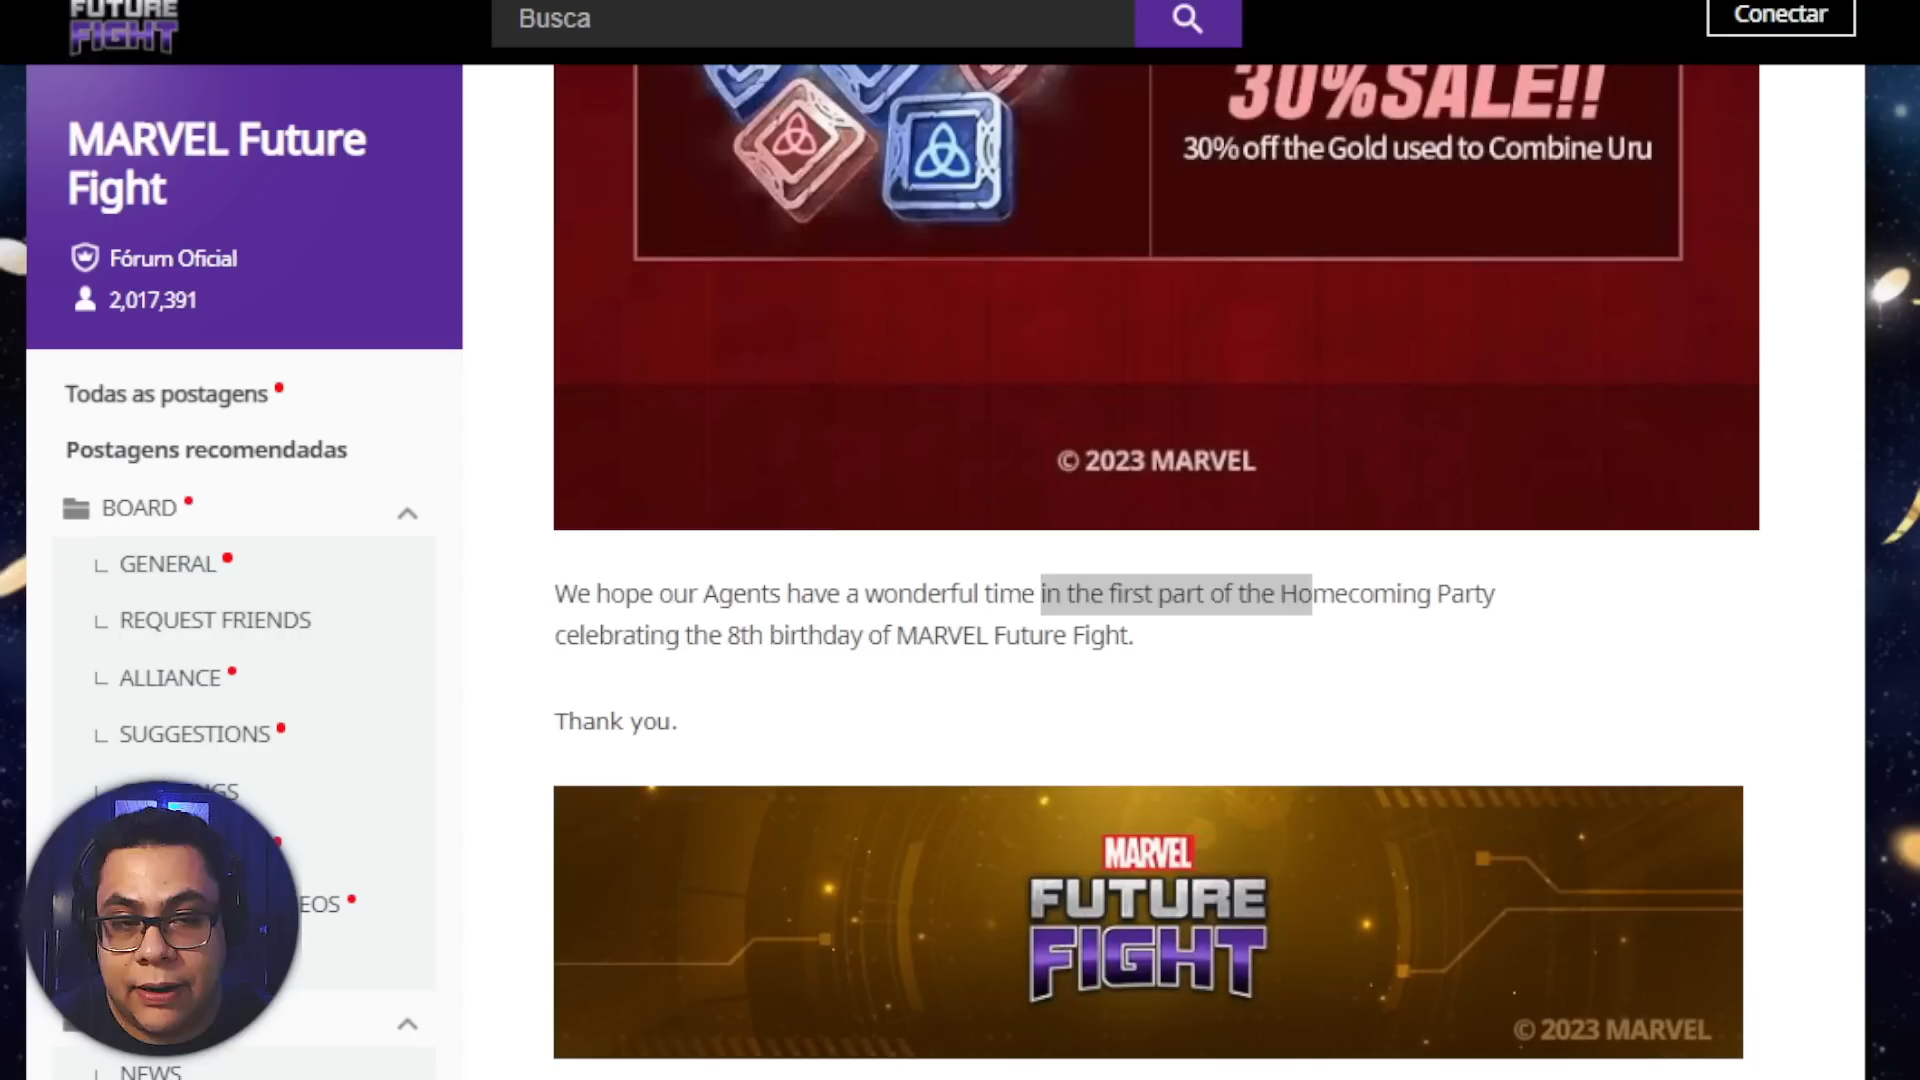 FUTURE
FIGHT
Busca
Conectar
MARVEL Future
Fight
Fórum Oficial
2,017,391
Todas as postagens
Postagens recomendadas
BOARD
GENERAL
REQUEST FRIENDS
ALLIANCE
SUGGESTIONS
GS
EOS
NEWS
30%SALE!!
30% off the Gold used to Combine Uru
© 2023 MARVEL
We hope our Agents have a wonderful time in the first part of the Homecoming Party
celebrating the 8th birthday of MARVEL Future Fight.
Thank you.
MARVEL
FUTURE
FIGHT
© 2023 MARVEL